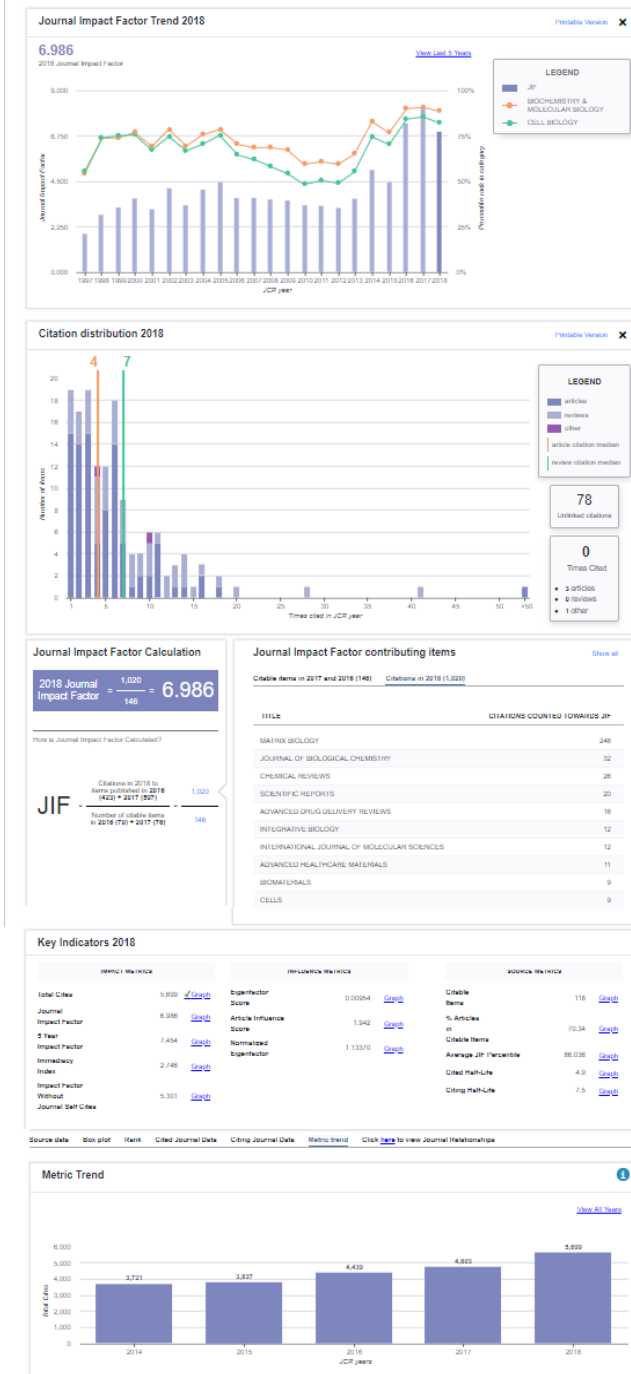 Journal Impact Factor Trend 2018
Printable Version X
6.986
2018 Journal Impact Factor
View Last 5 Years
LEGEND
JIF
BIOCHEMISTRY &
MOLECULAR BIOLOGY
CELL BIOLOGY
9.000
6.750
4.500
2.250
0.000
100%
75%
50%
25%
0%
Journal Impact Factor
Percentile rank in category
1997 1998 1999 2000 2001 2002 2003 2004 2005 2006 2007 2008 2009 2010 2011 2012 2013 2014 2015 2016 2017 2018
JCR year
Citation distribution 2018
Printable Version X
4 7
20
18
16
14
12
10
8
6
4
2
0
Number of items
1 5 10 15 20 25 30 35 40 45 50 >50
Times cited in JCR year
LEGEND
articles
reviews
other
article citation median
review citation median
78
Unlinked citations
0
Times Cited
• 3 articles
• 0 reviews
• 1 other
Journal Impact Factor Calculation
2018 Journal Impact Factor = 1,020 / 146 = 6.986
How is Journal Impact Factor Calculated?
JIF =
Citations in 2018 to
items published in 2016
(423) + 2017 (597)
Number of citable items
in 2016 (70) + 2017 (76)
1,020
146
Journal Impact Factor contributing items
Show all
Citable items in 2017 and 2016 (146) Citations in 2018 (1,020)
TITLE CITATIONS COUNTED TOWARDS JIF
MATRIX BIOLOGY 246
JOURNAL OF BIOLOGICAL CHEMISTRY 32
CHEMICAL REVIEWS 26
SCIENTIFIC REPORTS 20
ADVANCED DRUG DELIVERY REVIEWS 16
INTEGRATIVE BIOLOGY 12
INTERNATIONAL JOURNAL OF MOLECULAR SCIENCES 12
ADVANCED HEALTHCARE MATERIALS 11
BIOMATERIALS 9
CELLS 9
Key Indicators 2018
IMPACT METRICS
Total Cites 5,699 ✓Graph
Journal
Impact Factor 6.986 Graph
5 Year
Impact Factor 7.454 Graph
Immediacy
Index 2.746 Graph
Impact Factor
Without
Journal Self Cites 5.301 Graph
INFLUENCE METRICS
Eigenfactor
Score 0.00954 Graph
Article Influence
Score 1.942 Graph
Normalized
Eigenfactor 1.13370 Graph
SOURCE METRICS
Citable
Items 118 Graph
% Articles
in
Citable Items 70.34 Graph
Average JIF Percentile 86.036 Graph
Cited Half-Life 4.9 Graph
Citing Half-Life 7.5 Graph
Source data Box plot Rank Cited Journal Data Citing Journal Data Metric trend Click here to view Journal Relationships
Metric Trend
i
View All Years
6,000
5,000
4,000
3,000
2,000
1,000
0
Total Cites
3,721 3,837 4,439 5,699
2014 2015 2016 2017 2018
JCR years